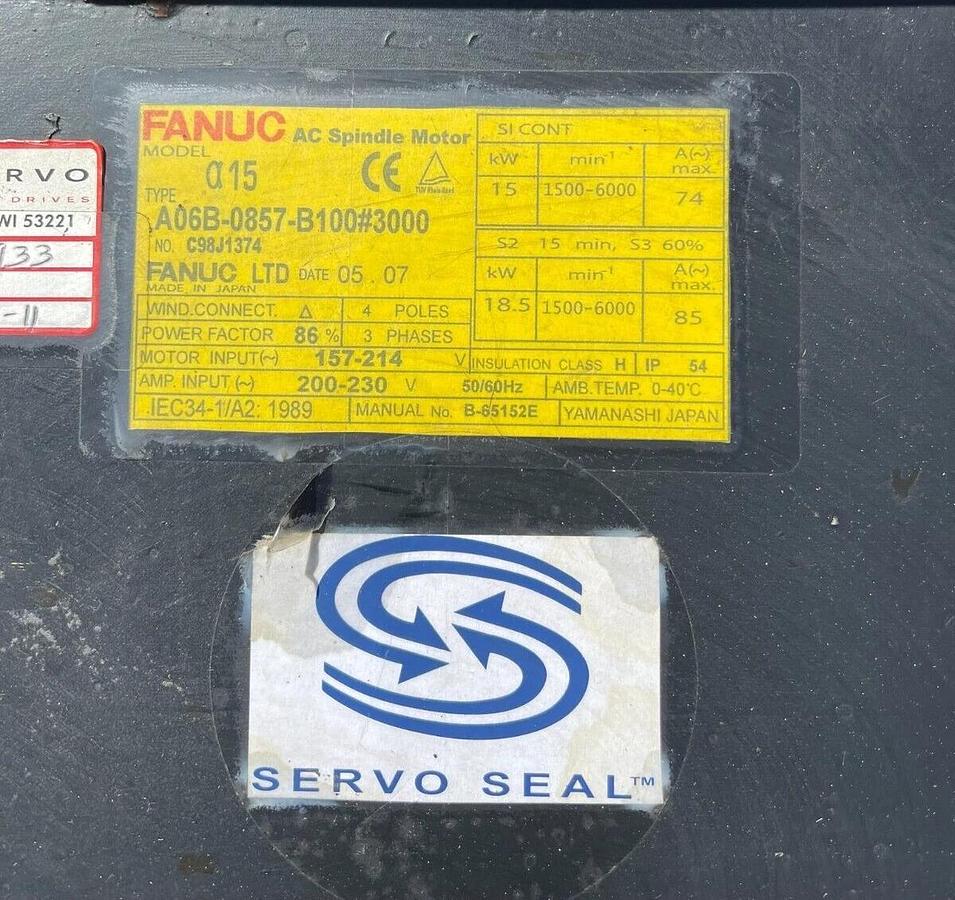 RVO
DRIVES
WI 53221
933
-11
FANUC AC Spindle Motor
MODEL α15
CE
TYPE A06B-0857-B100#3000
NO. C98J1374
FANUC LTD DATE 05.07
MADE IN JAPAN
SI CONT
kW min⁻¹ A(~) max.
15 1500-6000 74
S2 15 min, S3 60%
kW min⁻¹ A(~) max.
18.5 1500-6000 85
WIND.CONNECT. Δ 4 POLES
POWER FACTOR 86 % 3 PHASES
MOTOR INPUT(~) 157-214 V INSULATION CLASS H IP 54
AMP. INPUT (~) 200-230 V 50/60Hz AMB.TEMP. 0-40℃
IEC34-1/A2: 1989 MANUAL No. B-65152E YAMANASHI JAPAN
SERVO SEAL™